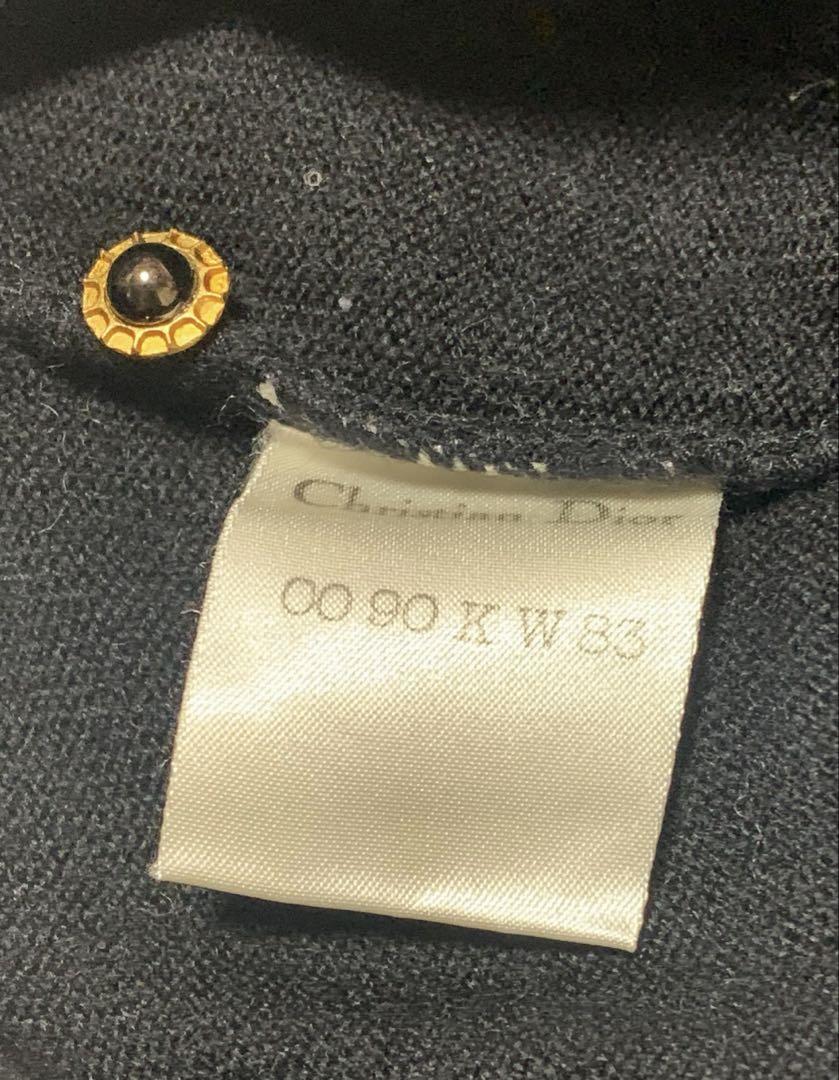 Christian Dior
00 90 K W 83